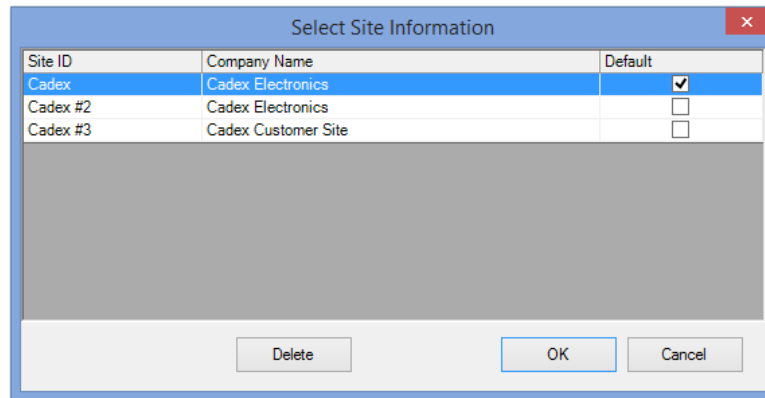 Select Site Information
Site ID Company Name Default
Cadex Cadex Electronics
Cadex #2 Cadex Electronics
Cadex #3 Cadex Customer Site
Delete OK Cancel